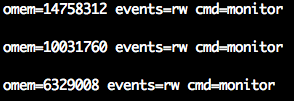 omem=14758312 events=rw cmd=monitor
omem=10031760 events=rw cmd=monitor
omem=6329008 events=rw cmd=monitor